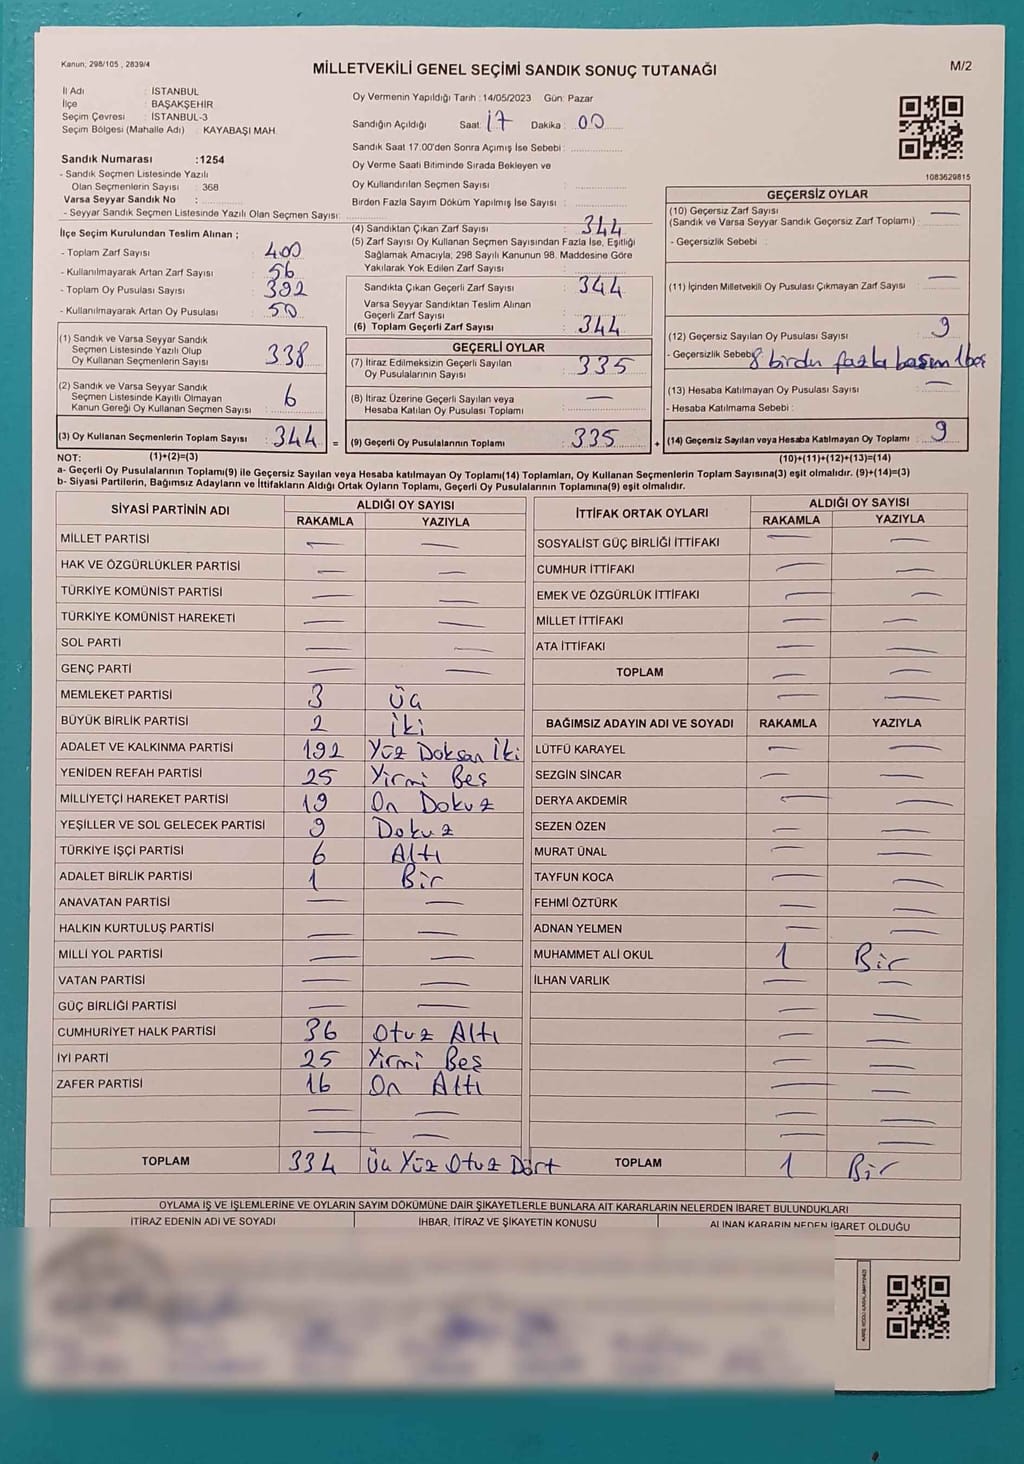 Kanun; 298/105 , 2839/4
MİLLETVEKİLİ GENEL SEÇİMİ SANDIK SONUÇ TUTANAĞI
M/2
İl Adı : İSTANBUL
İlçe : BAŞAKŞEHİR
Seçim Çevresi : İSTANBUL-3
Seçim Bölgesi (Mahalle Adı) : KAYABAŞI MAH.
Sandık Numarası :1254
- Sandık Seçmen Listesinde Yazılı
Olan Seçmenlerin Sayısı : 368
Varsa Seyyar Sandık No :
- Seyyar Sandık Seçmen Listesinde Yazılı Olan Seçmen Sayısı:
Oy Vermenin Yapıldığı Tarih : 14/05/2023 Gün: Pazar
Sandığın Açıldığı Saat: 17 Dakika : 00
Sandık Saat 17.00'den Sonra Açımış İse Sebebi :
Oy Verme Saati Bitiminde Sırada Bekleyen ve
Oy Kullandırılan Seçmen Sayısı :
Birden Fazla Sayım Döküm Yapılmış İse Sayısı :
1083629815
İlçe Seçim Kurulundan Teslim Alınan ;
- Toplam Zarf Sayısı : 400
- Kullanılmayarak Artan Zarf Sayısı : 56
- Toplam Oy Pusulası Sayısı : 392
- Kullanılmayarak Artan Oy Pusulası : 50
(1) Sandık ve Varsa Seyyar Sandık
Seçmen Listesinde Yazılı Olup
Oy Kullanan Seçmenlerin Sayısı : 338
(2) Sandık ve Varsa Seyyar Sandık
Seçmen Listesinde Kayıtlı Olmayan
Kanun Gereği Oy Kullanan Seçmen Sayısı : 6
(3) Oy Kullanan Seçmenlerin Toplam Sayısı : 344 =
(4) Sandıktan Çıkan Zarf Sayısı : 344
(5) Zarf Sayısı Oy Kullanan Seçmen Sayısından Fazla İse, Eşitliği
Sağlamak Amacıyla, 298 Sayılı Kanunun 98. Maddesine Göre
Yakılarak Yok Edilen Zarf Sayısı :
Sandıkta Çıkan Geçerli Zarf Sayısı : 344
Varsa Seyyar Sandıktan Teslim Alınan
Geçerli Zarf Sayısı :
(6) Toplam Geçerli Zarf Sayısı : 344
GEÇERLİ OYLAR
(7) İtiraz Edilmeksizin Geçerli Sayılan
Oy Pusulalarının Sayısı : 335
(8) İtiraz Üzerine Geçerli Sayılan veya
Hesaba Katılan Oy Pusulası Toplamı : —
(9) Geçerli Oy Pusulalarının Toplamı : 335 +
GEÇERSİZ OYLAR
(10) Geçersiz Zarf Sayısı : —
(Sandık ve Varsa Seyyar Sandık Geçersiz Zarf Toplamı)
- Geçersizlik Sebebi :
(11) İçinden Milletvekili Oy Pusulası Çıkmayan Zarf Sayısı : —
(12) Geçersiz Sayılan Oy Pusulası Sayısı : 9
- Geçersizlik Sebebi 8 birden fazla basım 1 boş
(13) Hesaba Katılmayan Oy Pusulası Sayısı : —
- Hesaba Katılmama Sebebi :
(14) Geçersiz Sayılan veya Hesaba Katılmayan Oy Toplamı : 9
NOT: (1)+(2)=(3) (10)+(11)+(12)+(13)=(14)
a- Geçerli Oy Pusulalarının Toplamı(9) ile Geçersiz Sayılan veya Hesaba katılmayan Oy Toplamı(14) Toplamları, Oy Kullanan Seçmenlerin Toplam Sayısına(3) eşit olmalıdır. (9)+(14)=(3)
b- Siyasi Partilerin, Bağımsız Adayların ve İttifakların Aldığı Ortak Oyların Toplamı, Geçerli Oy Pusulalarının Toplamına(9) eşit olmalıdır.
SİYASİ PARTİNİN ADI ALDIĞI OY SAYISI
RAKAMLA YAZIYLA
MİLLET PARTİSİ — —
HAK VE ÖZGÜRLÜKLER PARTİSİ — —
TÜRKİYE KOMÜNİST PARTİSİ — —
TÜRKİYE KOMÜNİST HAREKETİ — —
SOL PARTİ — —
GENÇ PARTİ — —
MEMLEKET PARTİSİ 3 Üç
BÜYÜK BİRLİK PARTİSİ 2 İki
ADALET VE KALKINMA PARTİSİ 192 Yüz Doksan İki
YENİDEN REFAH PARTİSİ 25 Yirmi Beş
MİLLİYETÇİ HAREKET PARTİSİ 19 On Dokuz
YEŞİLLER VE SOL GELECEK PARTİSİ 9 Dokuz
TÜRKİYE İŞÇİ PARTİSİ 6 Altı
ADALET BİRLİK PARTİSİ 1 Bir
ANAVATAN PARTİSİ — —
HALKIN KURTULUŞ PARTİSİ — —
MİLLİ YOL PARTİSİ — —
VATAN PARTİSİ — —
GÜÇ BİRLİĞİ PARTİSİ — —
CUMHURİYET HALK PARTİSİ 36 Otuz Altı
İYİ PARTİ 25 Yirmi Beş
ZAFER PARTİSİ 16 On Altı
— —
— —
TOPLAM 334 Üç Yüz Otuz Dört
İTTİFAK ORTAK OYLARI ALDIĞI OY SAYISI
RAKAMLA YAZIYLA
SOSYALİST GÜÇ BİRLİĞİ İTTİFAKI — —
CUMHUR İTTİFAKI — —
EMEK VE ÖZGÜRLÜK İTTİFAKI — —
MİLLET İTTİFAKI — —
ATA İTTİFAKI — —
TOPLAM — —
— —
BAĞIMSIZ ADAYIN ADI VE SOYADI RAKAMLA YAZIYLA
LÜTFÜ KARAYEL — —
SEZGİN SİNCAR — —
DERYA AKDEMİR — —
SEZEN ÖZEN — —
MURAT ÜNAL — —
TAYFUN KOCA — —
FEHMİ ÖZTÜRK — —
ADNAN YELMEN — —
MUHAMMET ALİ OKUL 1 Bir
İLHAN VARLIK — —
— —
— —
— —
— —
— —
— —
TOPLAM 1 Bir
OYLAMA İŞ VE İŞLEMLERİNE VE OYLARIN SAYIM DÖKÜMÜNE DAİR ŞİKAYETLERLE BUNLARA AİT KARARLARIN NELERDEN İBARET BULUNDUKLARI
İTİRAZ EDENİN ADI VE SOYADI İHBAR, İTİRAZ VE ŞİKAYETİN KONUSU ALINAN KARARIN NEDEN İBARET OLDUĞU